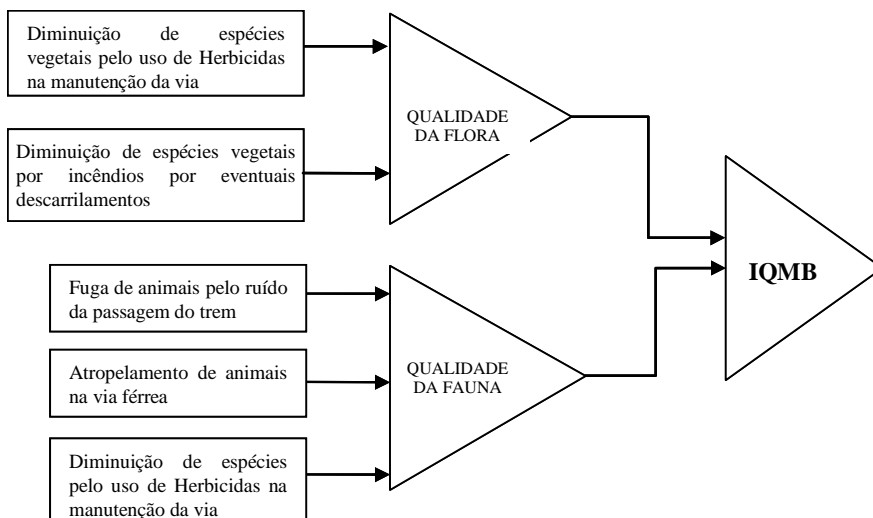 Diminuição de espécies
vegetais pelo uso de Herbicidas
na manutenção da via
QUALIDADE
DA FLORA
Diminuição de espécies vegetais
por incêndios por eventuais
descarrilamentos
IQMB
Fuga de animais pelo ruído
da passagem do trem
Atropelamento de animais
na via férrea
QUALIDADE
DA FAUNA
Diminuição de espécies
pelo uso de Herbicidas na
manutenção da via